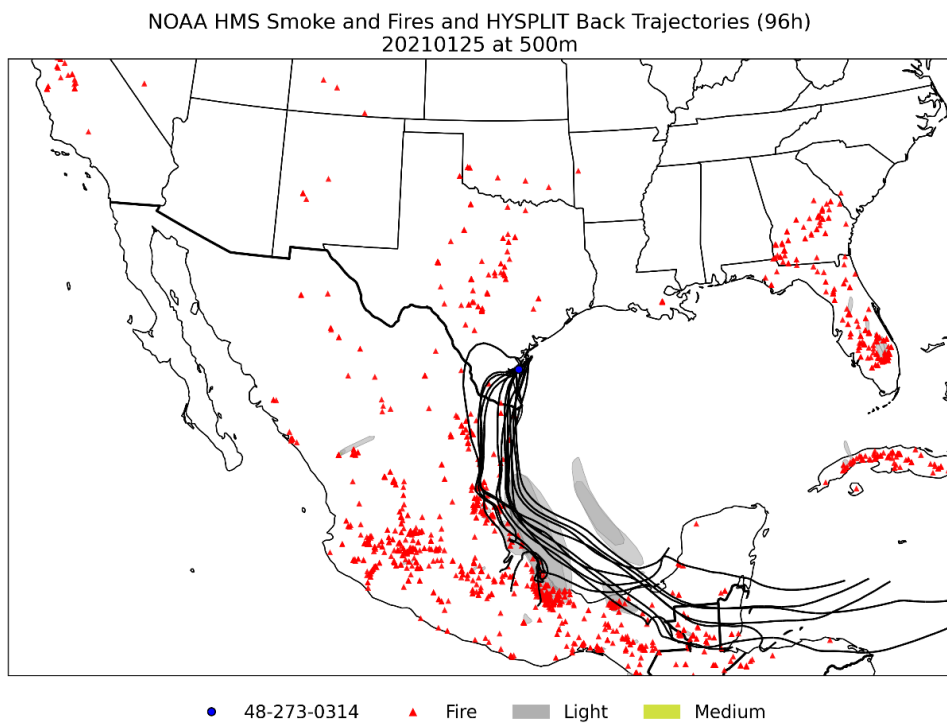 NOAA HMS Smoke and Fires and HYSPLIT Back Trajectories (96h)
20210125 at 500m
48-273-0314 Fire Light Medium